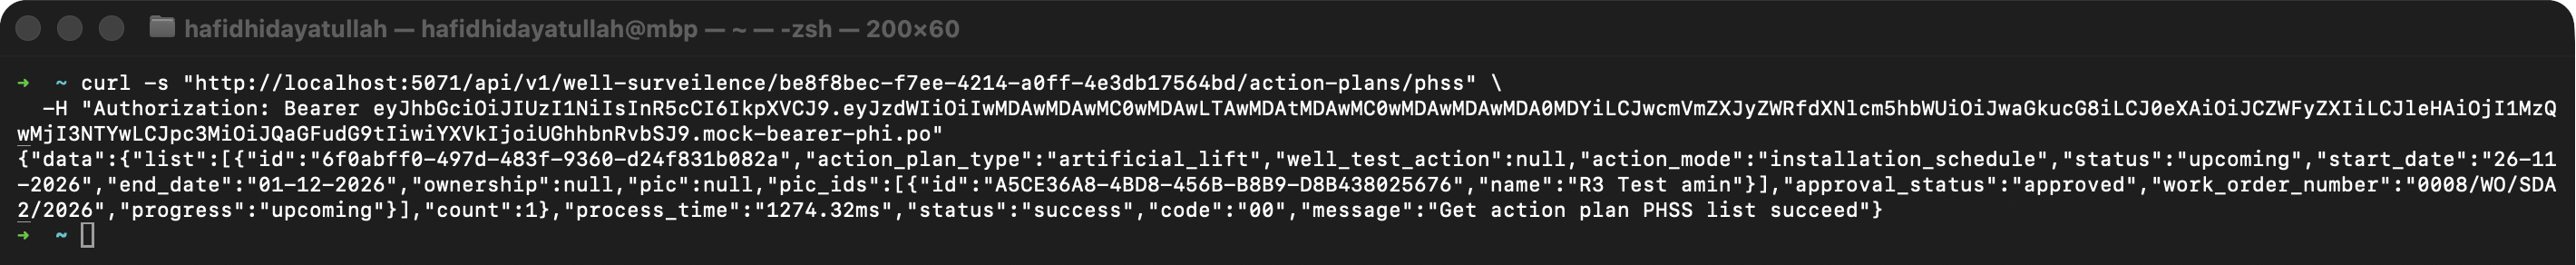 hafidhidayatullah — hafidhidayatullah@mbp — ~ — -zsh — 200×60
➜  ~ curl -s "http://localhost:5071/api/v1/well-surveilence/be8f8bec-f7ee-4214-a0ff-4e3db17564bd/action-plans/phss" \
  -H "Authorization: Bearer eyJhbGciOiJIUzI1NiIsInR5cCI6IkpXVCJ9.eyJzdWIiOiIwMDAwMDAwMC0wMDAwLTAwMDAtMDAwMC0wMDAwMDAwMDA0MDYiLCJwcmVmZXJyZWRfdXNlcm5hbWUiOiJwaGkucG8iLCJ0eXAiOiJCZWFyZXIiLCJleHAiOjI1MzQ
wMjI3NTYwLCJpc3MiOiJQaGFudG9tIiwiYXVkIjoiUGhhbnRvbSJ9.mock-bearer-phi.po"
{"data":{"list":[{"id":"6f0abff0-497d-483f-9360-d24f831b082a","action_plan_type":"artificial_lift","well_test_action":null,"action_mode":"installation_schedule","status":"upcoming","start_date":"26-11
-2026","end_date":"01-12-2026","ownership":null,"pic":null,"pic_ids":[{"id":"A5CE36A8-4BD8-456B-B8B9-D8B438025676","name":"R3 Test amin"}],"approval_status":"approved","work_order_number":"0008/WO/SDA
2/2026","progress":"upcoming"}],"count":1},"process_time":"1274.32ms","status":"success","code":"00","message":"Get action plan PHSS list succeed"}
➜  ~